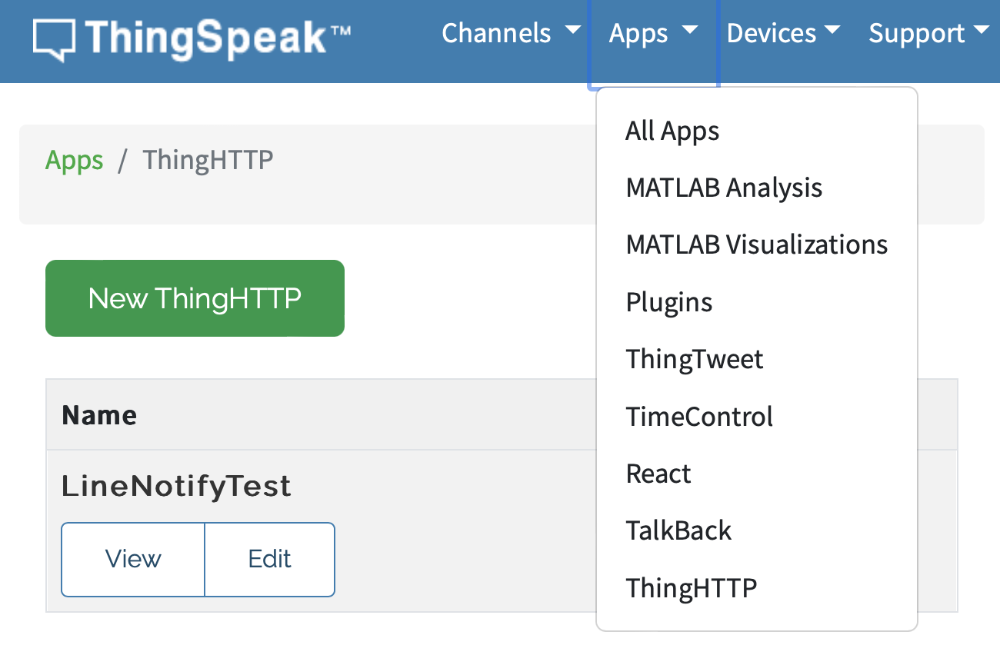 ThingSpeak™
Channels Apps Devices Support
Apps / ThingHTTP
New ThingHTTP
Name
LineNotifyTest
View Edit
All Apps
MATLAB Analysis
MATLAB Visualizations
Plugins
ThingTweet
TimeControl
React
TalkBack
ThingHTTP